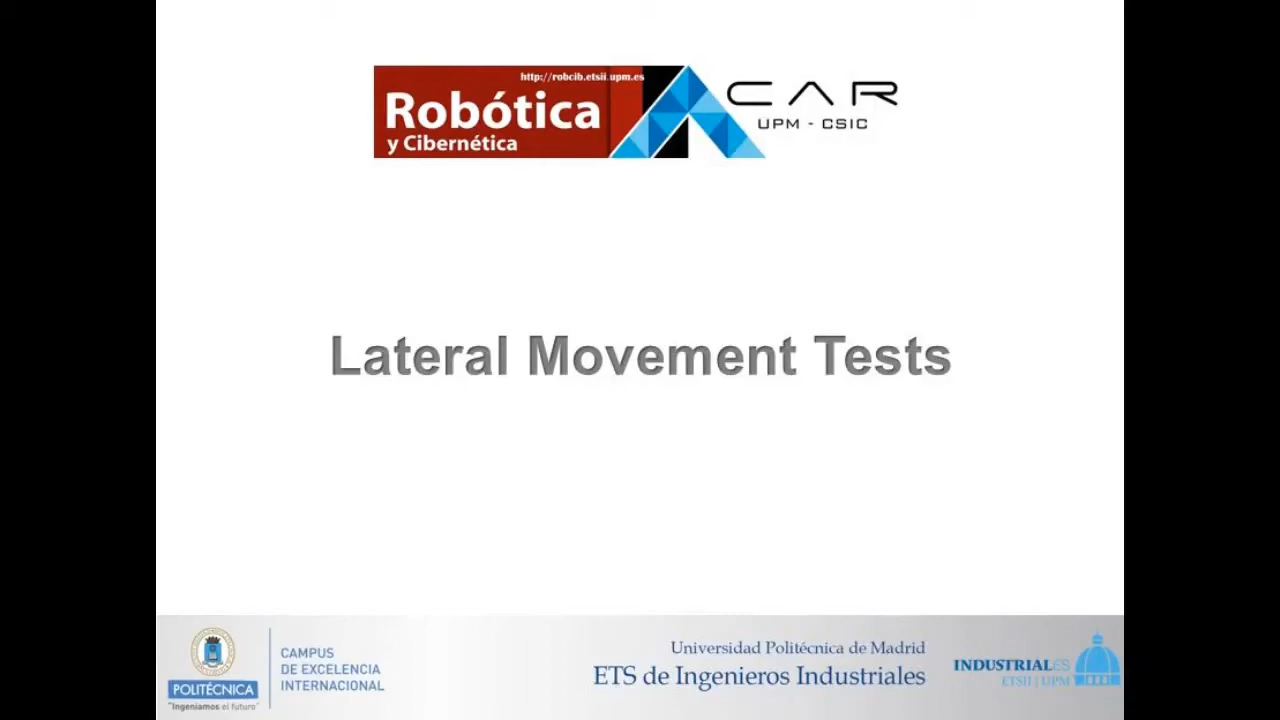 http://robcib.etsii.upm.es
Robótica
y Cibernética
CAR
UPM - CSIC
Lateral Movement Tests
POLITÉCNICA
"Ingeniamos el futuro"
CAMPUS
DE EXCELENCIA
INTERNACIONAL
Universidad Politécnica de Madrid
ETS de Ingenieros Industriales
INDUSTRIALES
ETSII | UPM